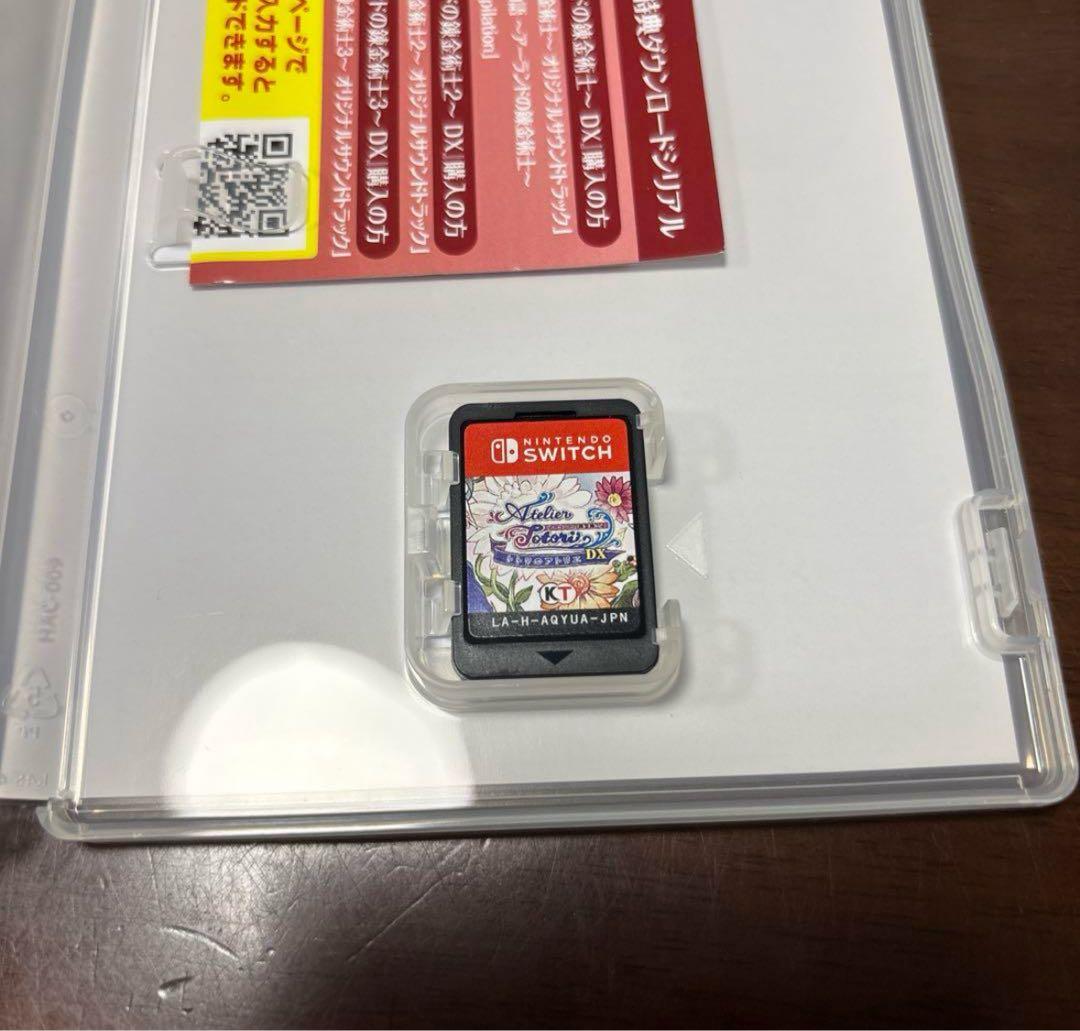 特典ダウンロードシリアル
ドの錬金術士~ DX」購入の方
金術士~ オリジナルサウンドトラック」
話 ~アーランドの錬金術士~
ドの錬金術士2~ DX」購入の方
金術士2~ オリジナルサウンドトラック」
ドの錬金術士3~ DX」購入の方
金術士3~ オリジナルサウンドトラック」
ページで
入力すると
ドできます。
NINTENDO
SWITCH
Atelier
Totori
DX
KT
LA-H-AQYUA-JPN
HAC-009